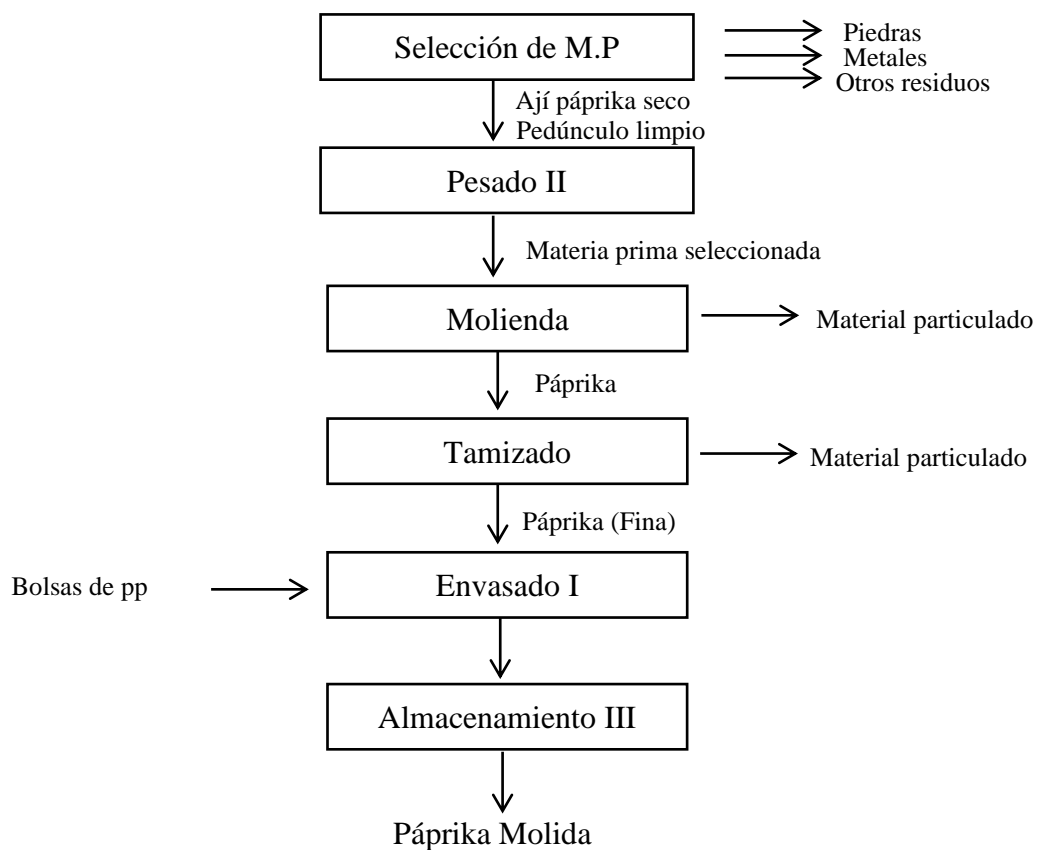 Selección de M.P
Piedras
Metales
Otros residuos
Ají páprika seco
Pedúnculo limpio
Pesado II
Materia prima seleccionada
Molienda
Material particulado
Páprika
Tamizado
Material particulado
Páprika (Fina)
Bolsas de pp
Envasado I
Almacenamiento III
Páprika Molida